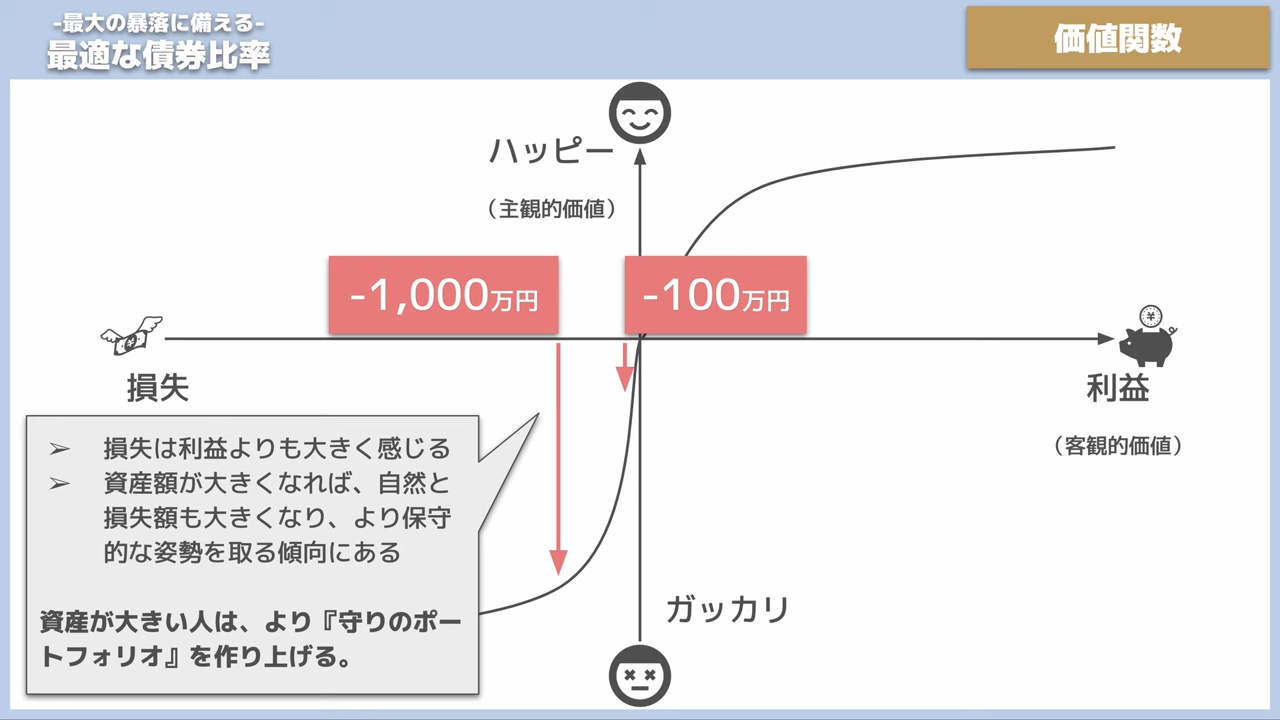 -最大の暴落に備える-
最適な債券比率
価値関数
ハッピー
（主観的価値）
-1,000万円
-100万円
損失
利益
（客観的価値）
➢ 損失は利益よりも大きく感じる
➢ 資産額が大きくなれば、自然と
損失額も大きくなり、より保守
的な姿勢を取る傾向にある
資産が大きい人は、より『守りのポー
トフォリオ』を作り上げる。
ガッカリ
¥